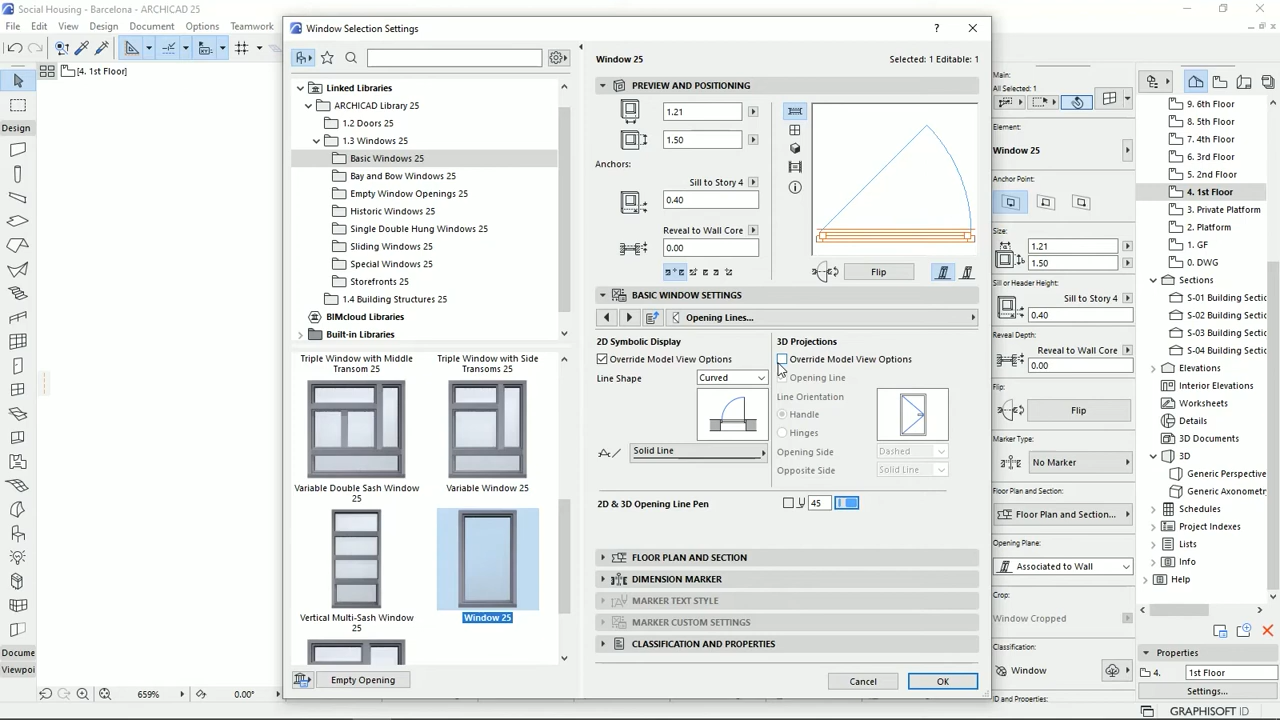 Social Housing - Barcelona - ARCHICAD 25
File
Edit
View
Design
Document
Options
[4. 1st Floor]
Design
Docume
Viewpoi
659%
0.00°
Window Selection Settings
?
Linked Libraries
ARCHICAD Library 25
1.2 Doors 25
1.3 Windows 25
Basic Windows 25
Bay and Bow Windows 25
Empty Window Openings 25
Historic Windows 25
Single Double Hung Windows 25
Sliding Windows 25
Special Windows 25
Storefronts 25
1.4 Building Structures 25
BIMcloud Libraries
Built-in Libraries
Triple Window with Middle
Transom 25
Triple Window with Side
Transoms 25
Variable Double Sash Window
25
Variable Window 25
Vertical Multi-Sash Window
25
Window 25
Empty Opening
Window 25
Selected: 1 Editable: 1
PREVIEW AND POSITIONING
1.21
1.50
Anchors:
Sill to Story 4
0.40
Reveal to Wall Core
0.00
Flip
BASIC WINDOW SETTINGS
Opening Lines...
2D Symbolic Display
Override Model View Options
Line Shape
Curved
Solid Line
3D Projections
Override Model View Options
Opening Line
Line Orientation
Handle
Hinges
Opening Side
Dashed
Opposite Side
Solid Line
2D & 3D Opening Line Pen
45
FLOOR PLAN AND SECTION
DIMENSION MARKER
MARKER TEXT STYLE
MARKER CUSTOM SETTINGS
CLASSIFICATION AND PROPERTIES
Cancel
OK
Main:
All Selected: 1
Element:
Window 25
Anchor Point:
Size:
1.21
1.50
Sill or Header Height:
Sill to Story 4
0.40
Reveal Depth:
Reveal to Wall Core
0.00
Flip:
Flip
Marker Type:
No Marker
Floor Plan and Section:
Floor Plan and Section...
Opening Plane:
Associated to Wall
Crop:
Window Cropped
Classification:
Window
ID and Properties:
9. 6th Floor
8. 5th Floor
7. 4th Floor
6. 3rd Floor
5. 2nd Floor
4. 1st Floor
3. Private Platform
2. Platform
1. GF
0. DWG
Sections
S-01 Building Sectio
S-02 Building Sectio
S-03 Building Sectio
S-04 Building Sectio
Elevations
Interior Elevations
Worksheets
Details
3D Documents
3D
Generic Perspective
Generic Axonometr
Schedules
Project Indexes
Lists
Info
Help
Properties
4.
1st Floor
Settings...
GRAPHISOFT ID